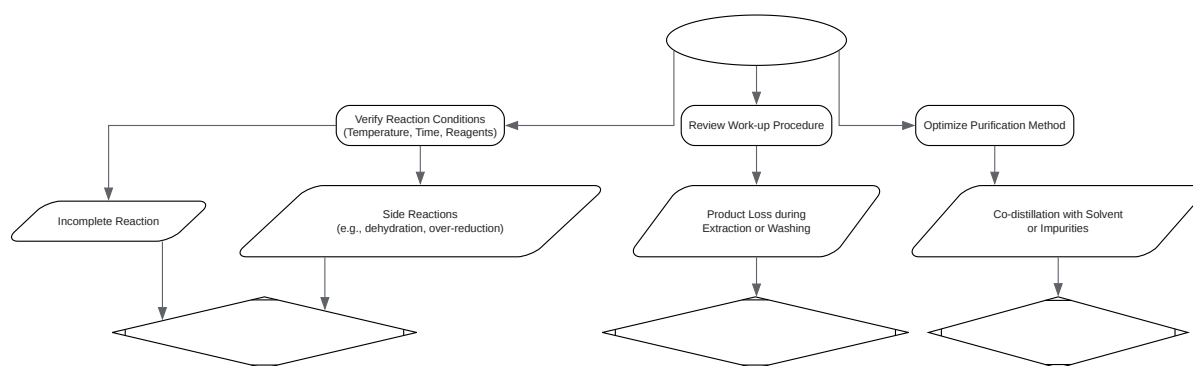 Verify Reaction Conditions
(Temperature, Time, Reagents)
Review Work-up Procedure
Optimize Purification Method
Incomplete Reaction
Side Reactions
(e.g., dehydration, over-reduction)
Product Loss during
Extraction or Washing
Co-distillation with Solvent
or Impurities